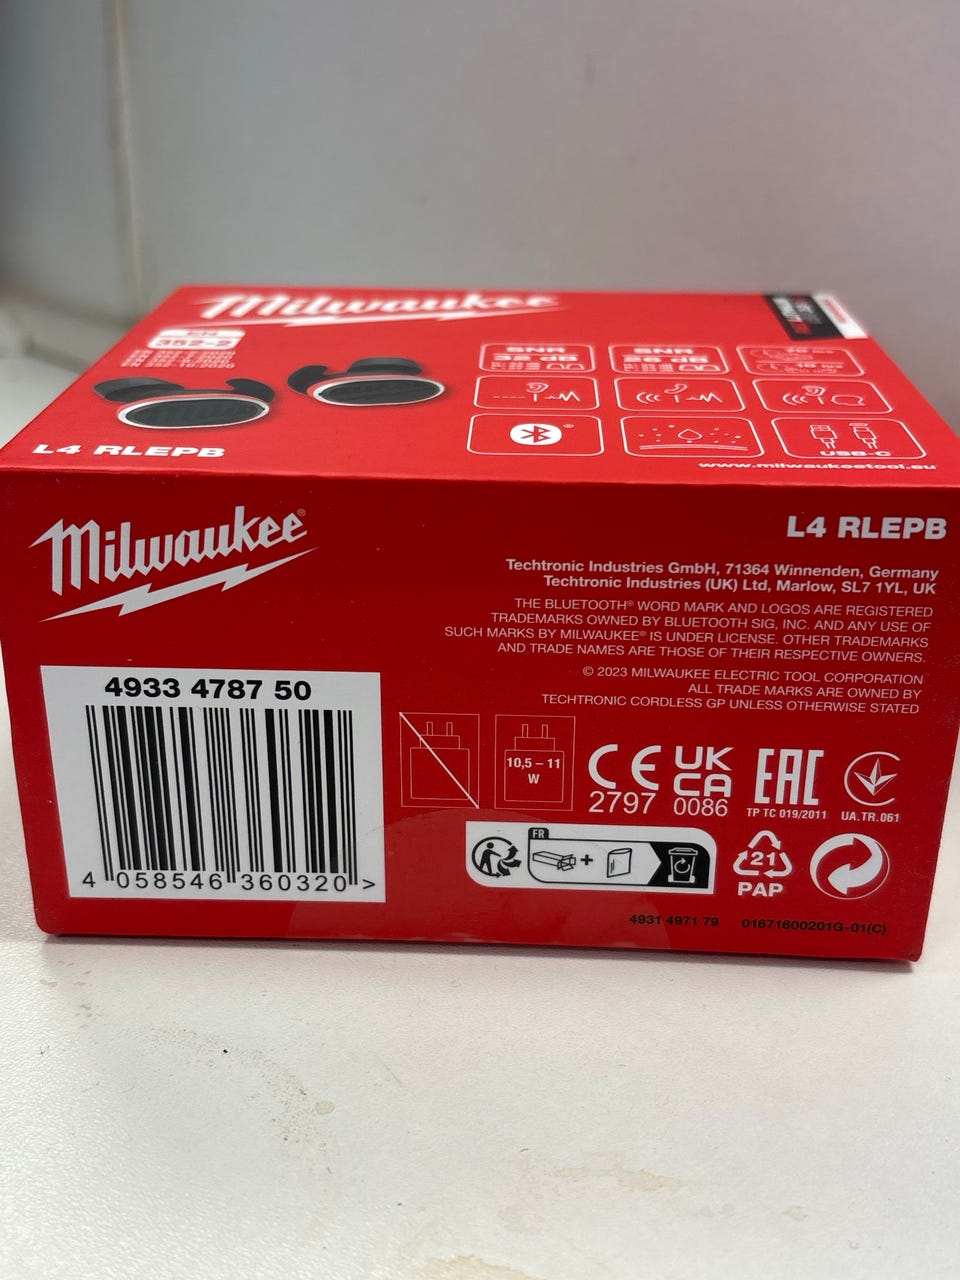 Milwaukee
352-2
SNR
32 dB
SNR
26 dB
L4 RLEPB
USB-C
www.milwaukeetool.eu
Milwaukee®
L4 RLEPB
Techtronic Industries GmbH, 71364 Winnenden, Germany
Techtronic Industries (UK) Ltd, Marlow, SL7 1YL, UK
THE BLUETOOTH® WORD MARK AND LOGOS ARE REGISTERED
TRADEMARKS OWNED BY BLUETOOTH SIG, INC. AND ANY USE OF
SUCH MARKS BY MILWAUKEE® IS UNDER LICENSE. OTHER TRADEMARKS
AND TRADE NAMES ARE THOSE OF THEIR RESPECTIVE OWNERS.
© 2023 MILWAUKEE ELECTRIC TOOL CORPORATION
ALL TRADE MARKS ARE OWNED BY
TECHTRONIC CORDLESS GP UNLESS OTHERWISE STATED
4933 4787 50
4 058546 360320 >
10,5 – 11
W
CE
2797
UK
CA
0086
EAC
TP TC 019/2011
UA.TR.061
FR
21
PAP
4931 4971 79
01671600201G-01(C)